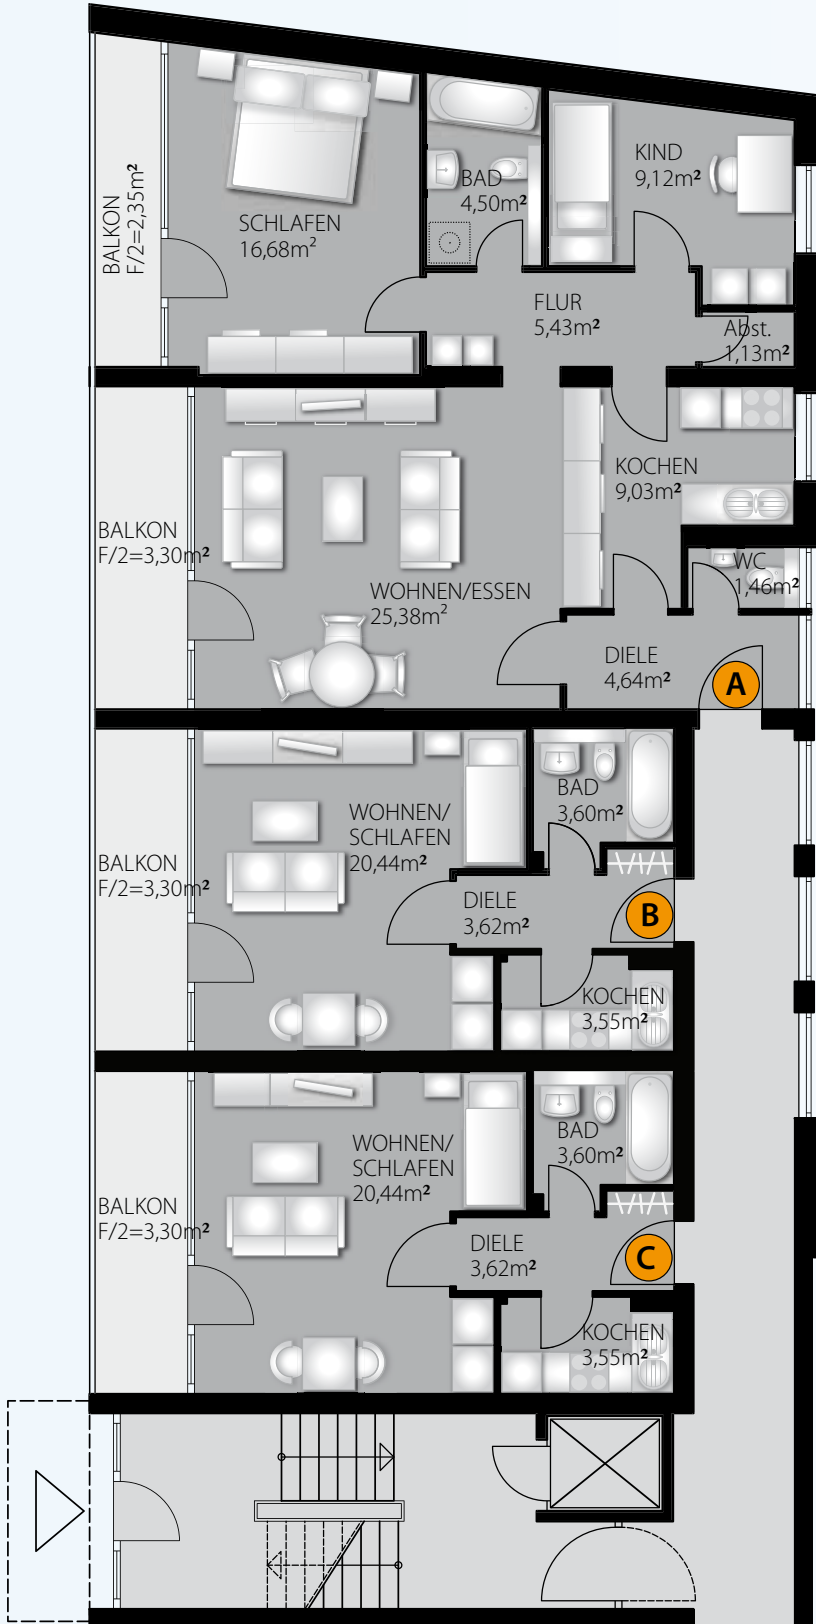 BALKON
F/2=2,35m²
SCHLAFEN
16,68m²
BAD
4,50m²
KIND
9,12m²
FLUR
5,43m²
Abst.
1,13m²
KOCHEN
9,03m²
BALKON
F/2=3,30m²
WOHNEN/ESSEN
25,38m²
WC
1,46m²
DIELE
4,64m²
A
WOHNEN/
SCHLAFEN
20,44m²
BAD
3,60m²
BALKON
F/2=3,30m²
DIELE
3,62m²
B
KOCHEN
3,55m²
WOHNEN/
SCHLAFEN
20,44m²
BAD
3,60m²
BALKON
F/2=3,30m²
DIELE
3,62m²
C
KOCHEN
3,55m²